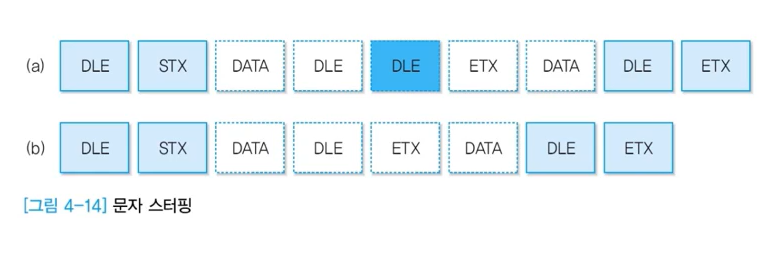 (a) DLE STX DATA DLE DLE ETX DATA DLE ETX
(b) DLE STX DATA DLE ETX DATA DLE ETX
[그림 4-14] 문자 스터핑